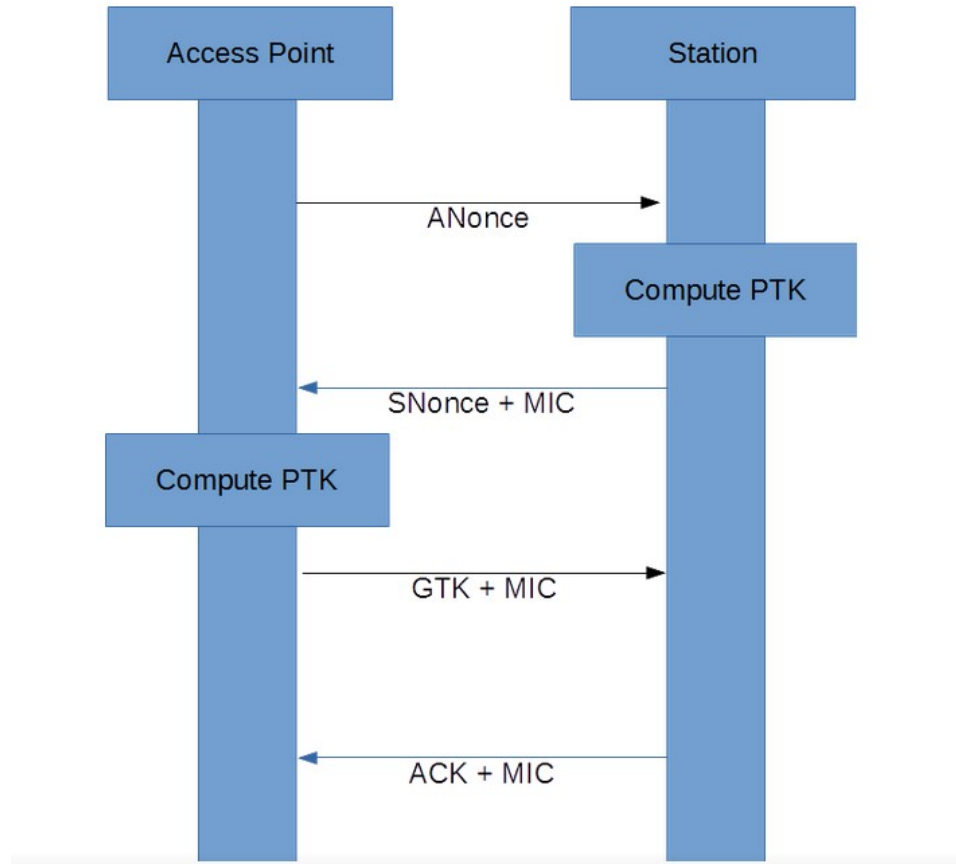 Access Point
Station
ANonce
Compute PTK
SNonce + MIC
Compute PTK
GTK + MIC
ACK + MIC